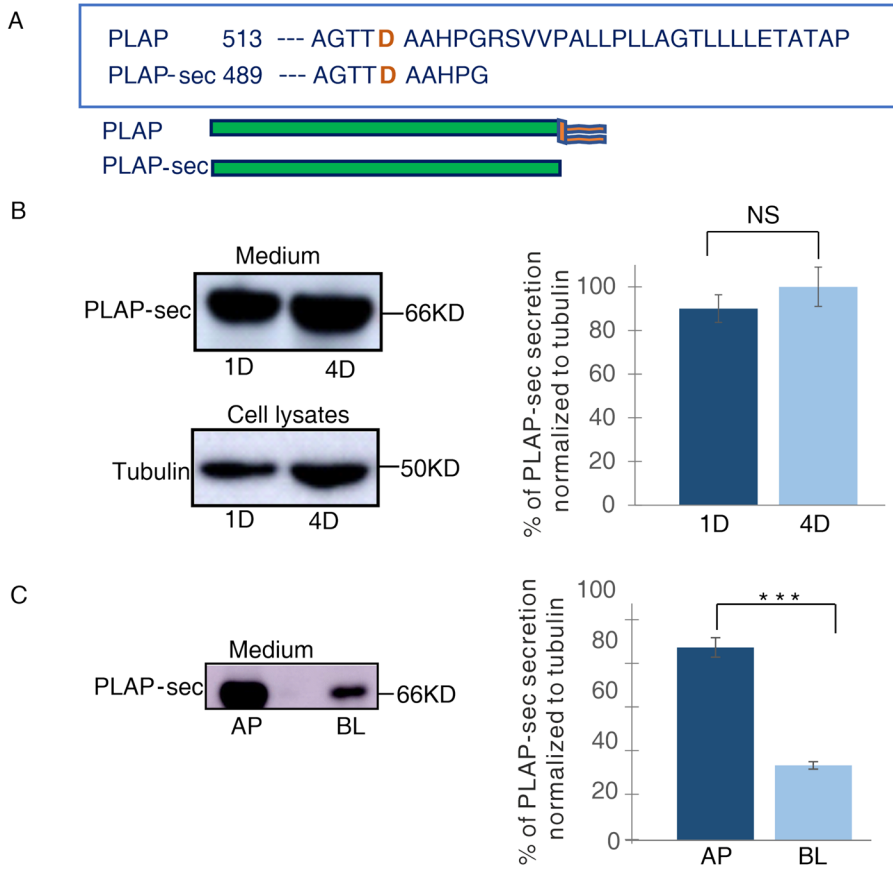 A
PLAP 513 --- AGTT D AAHPGRSVVPALLPLLAGTLLLLETATAP
PLAP-sec 489 --- AGTT D AAHPG
PLAP
PLAP-sec
B
Medium
PLAP-sec
66KD
1D 4D
Cell lysates
Tubulin
50KD
1D 4D
NS
% of PLAP-sec secretion
normalized to tubulin
100
80
60
40
20
0
1D 4D
C
Medium
PLAP-sec
66KD
AP BL
***
% of PLAP-sec secretion
normalized to tubulin
100
80
60
40
20
0
AP BL